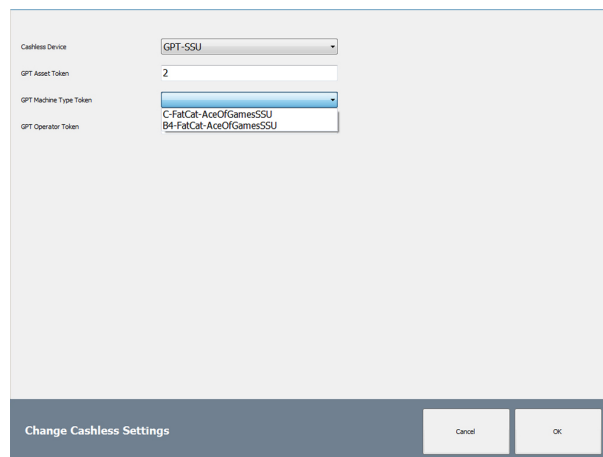 Cashless Device
GPT-SSU
GPT Asset Token
2
GPT Machine Type Token
C-FatCat-AceOfGamesSSU
B4-FatCat-AceOfGamesSSU
GPT Operator Token
Change Cashless Settings
Cancel
OK